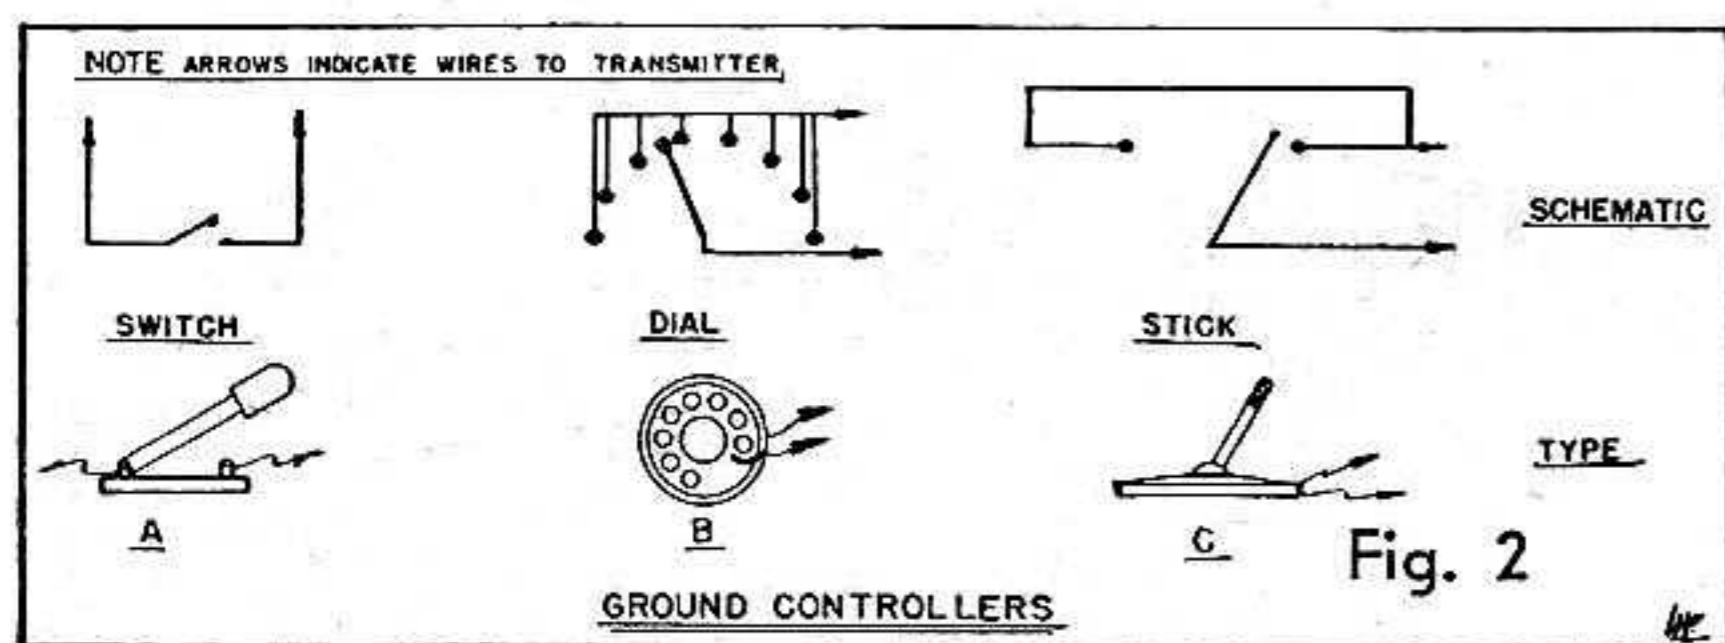 NOTE ARROWS INDICATE WIRES TO TRANSMITTER
SCHEMATIC
SWITCH
DIAL
STICK
TYPE
A
B
C
Fig. 2
GROUND CONTROLLERS